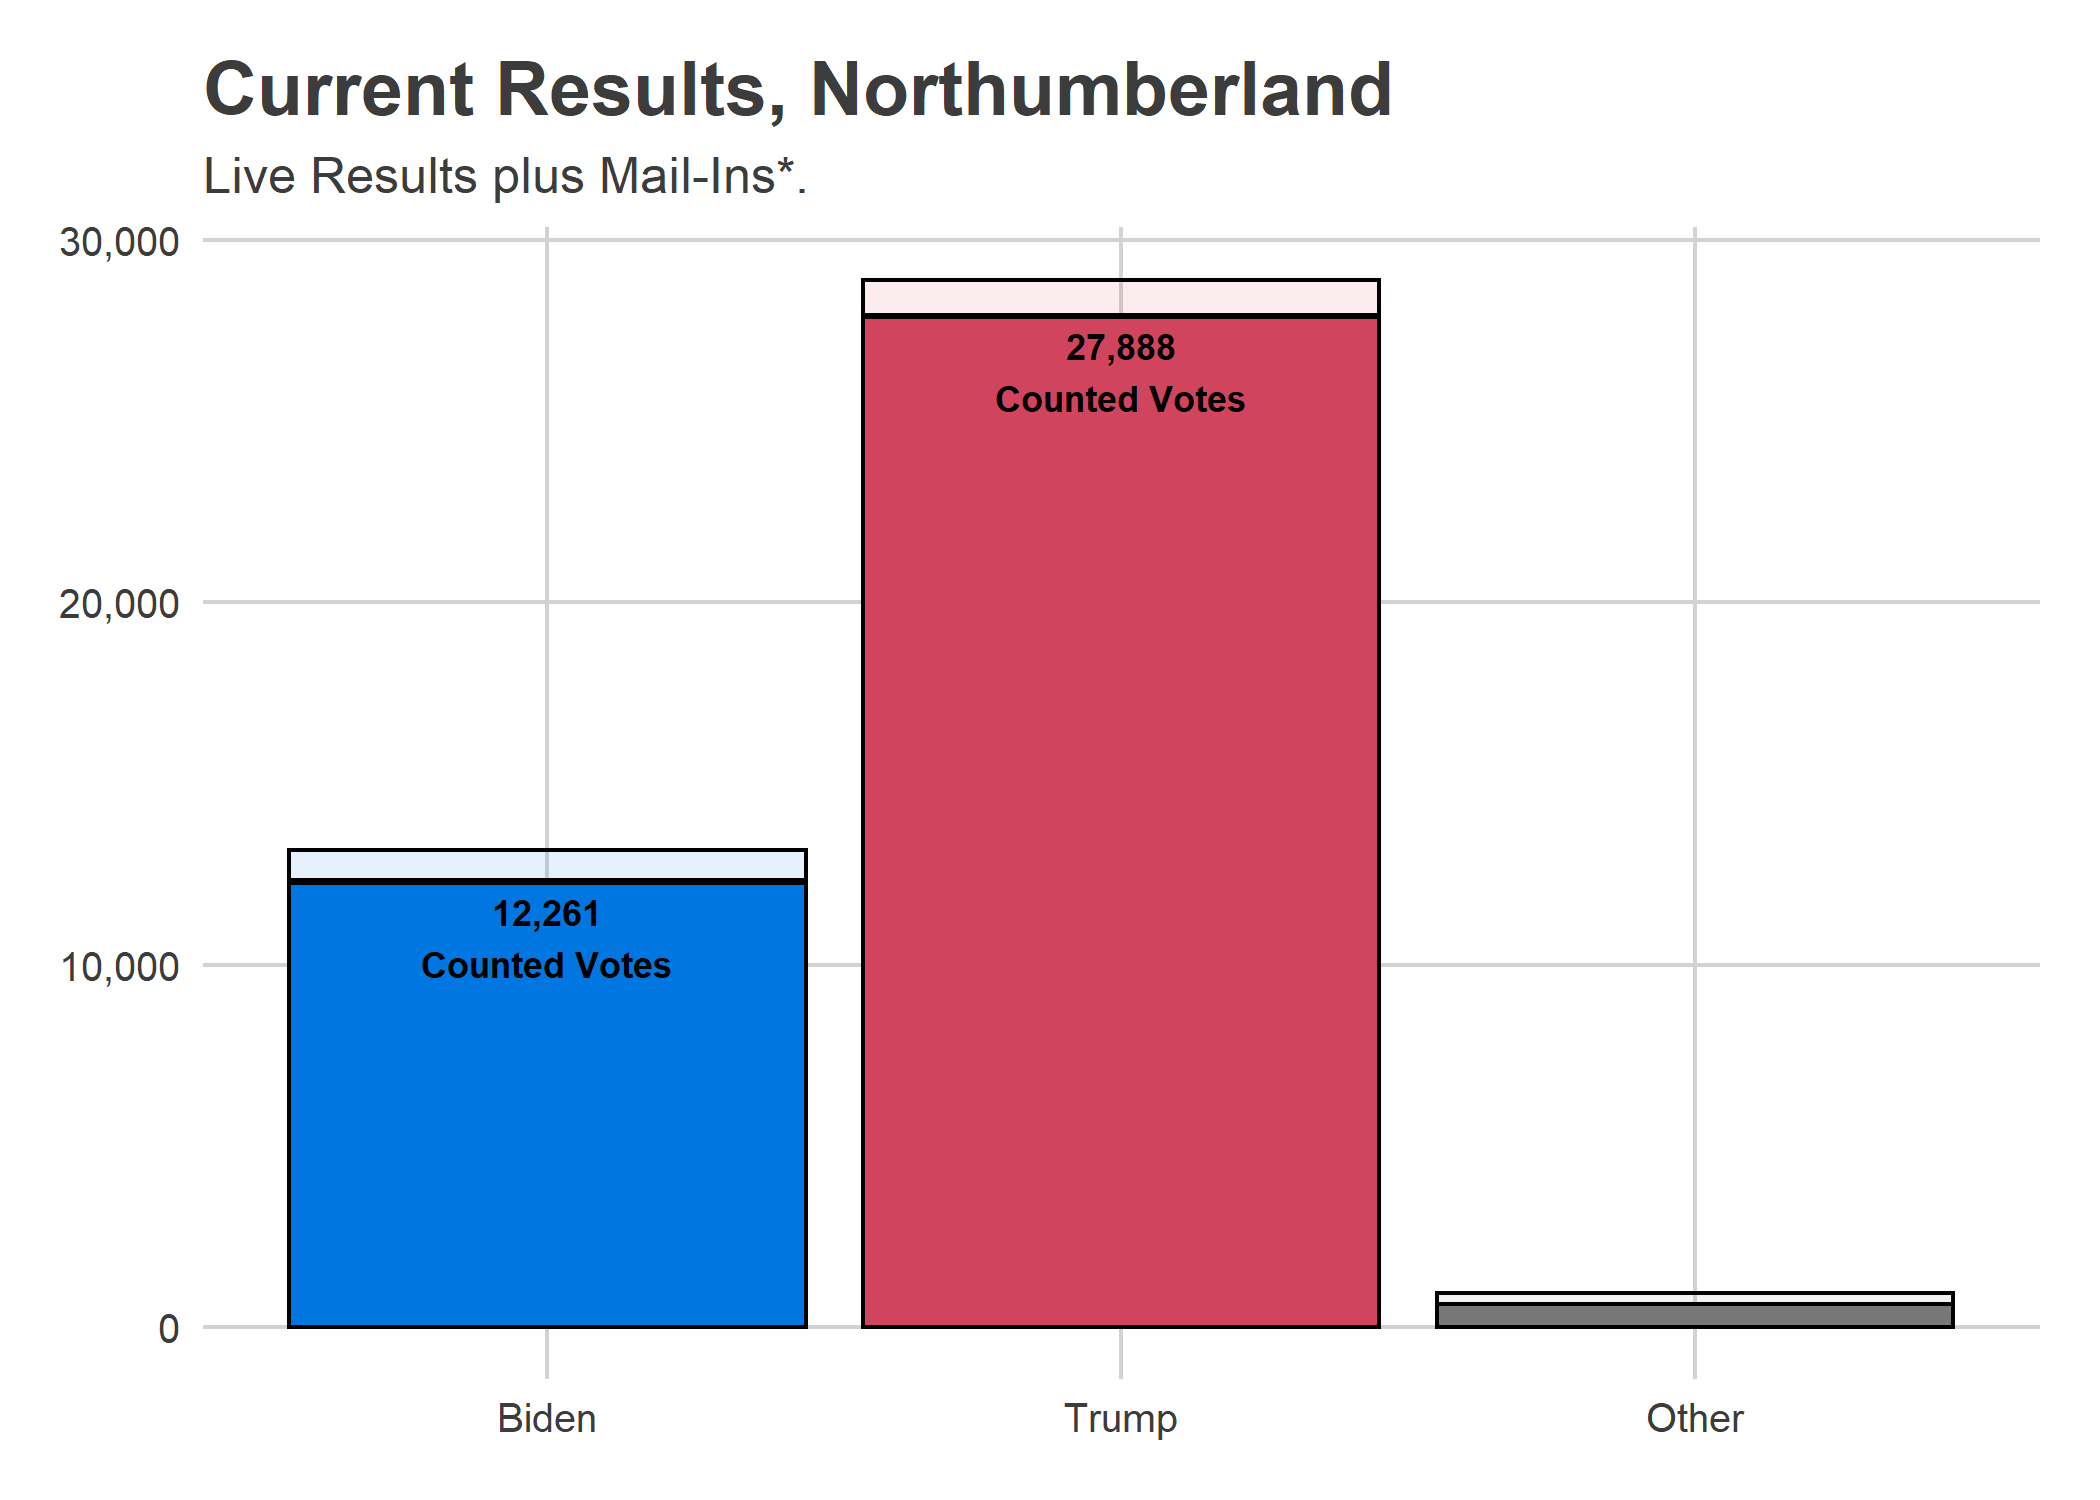 Current Results, Northumberland
Live Results plus Mail-Ins*.
30,000
20,000
10,000
0
27,888
Counted Votes
12,261
Counted Votes
Biden
Trump
Other